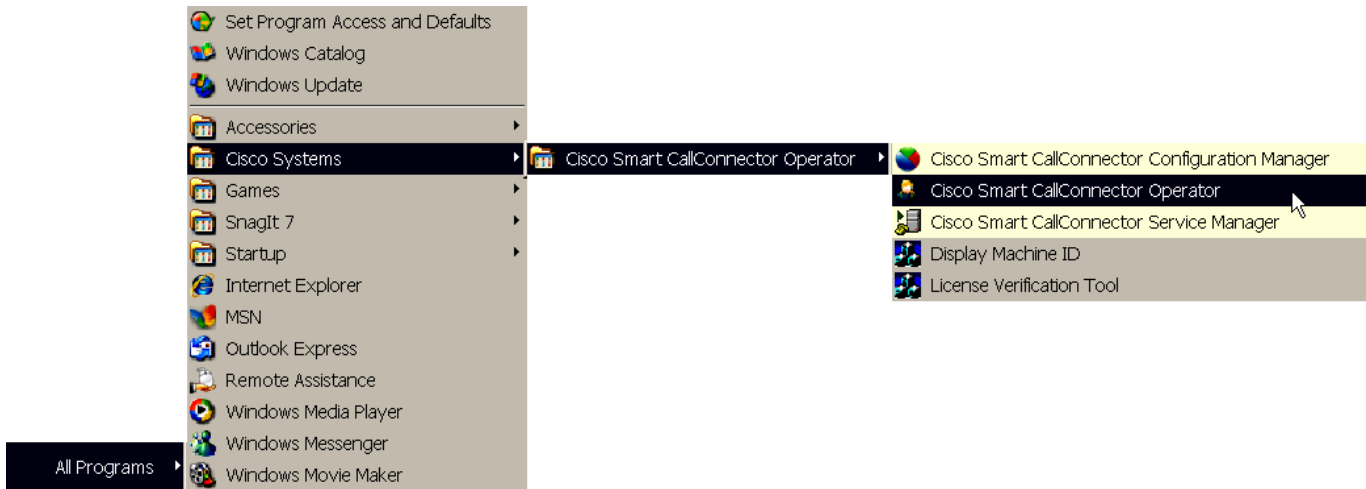 Set Program Access and Defaults
Windows Catalog
Windows Update
Accessories
Cisco Systems
Games
SnagIt 7
Startup
Internet Explorer
MSN
Outlook Express
Remote Assistance
Windows Media Player
Windows Messenger
Windows Movie Maker
All Programs
Cisco Smart CallConnector Operator
Cisco Smart CallConnector Configuration Manager
Cisco Smart CallConnector Operator
Cisco Smart CallConnector Service Manager
Display Machine ID
License Verification Tool